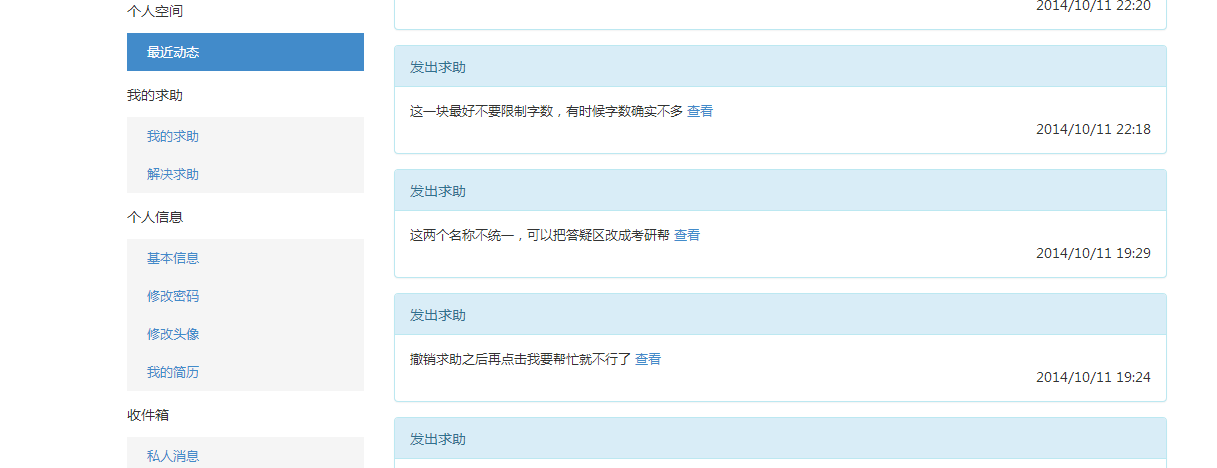 个人空间
最近动态
我的求助
我的求助
解决求助
个人信息
基本信息
修改密码
修改头像
我的简历
收件箱
私人消息
2014/10/11 22:20
发出求助
这一块最好不要限制字数，有时候字数确实不多 查看
2014/10/11 22:18
发出求助
这两个名称不统一，可以把答疑区改成考研帮 查看
2014/10/11 19:29
发出求助
撤销求助之后再点击我要帮忙就不行了 查看
2014/10/11 19:24
发出求助